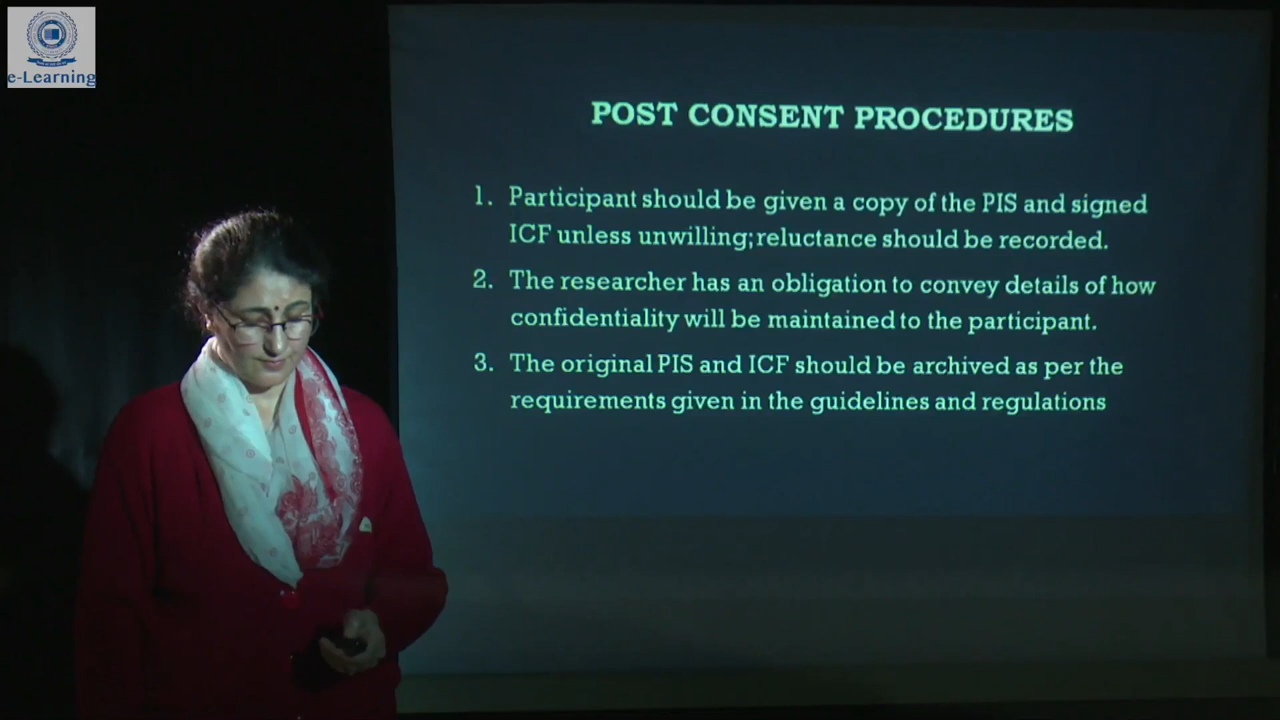 e-Learning
POST CONSENT PROCEDURES
1. Participant should be given a copy of the PIS and signed
ICF unless unwilling; reluctance should be recorded.
2. The researcher has an obligation to convey details of how
confidentiality will be maintained to the participant.
3. The original PIS and ICF should be archived as per the
requirements given in the guidelines and regulations